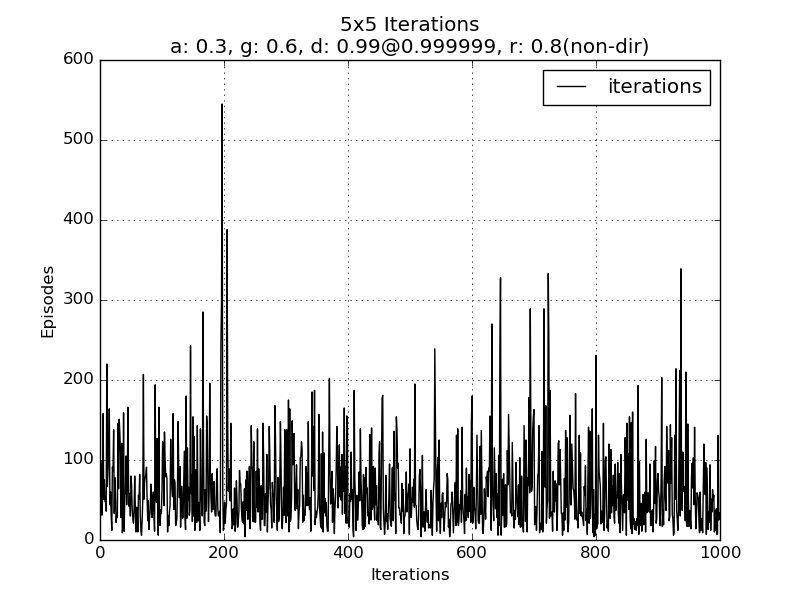 5x5 Iterations
a: 0.3, g: 0.6, d: 0.99@0.999999, r: 0.8(non-dir)
iterations
600
500
400
300
200
100
0
Episodes
0 200 400 600 800 1000
Iterations